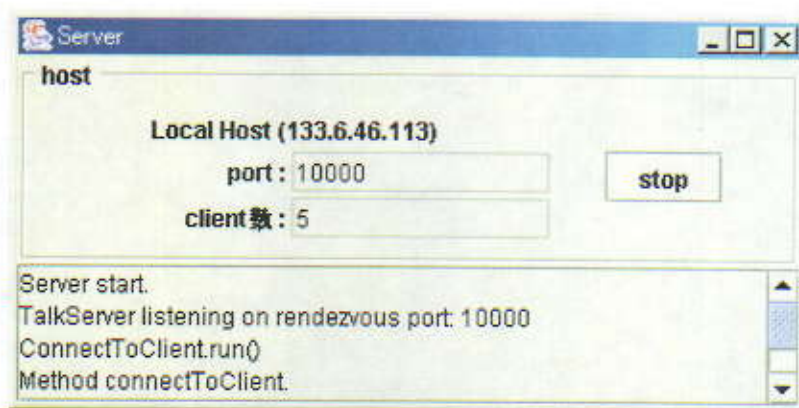 Server
host
Local Host (133.6.46.113)
port : 10000
stop
client数 : 5
Server start.
TalkServer listening on rendezvous port: 10000
ConnectToClient.run()
Method connectToClient.